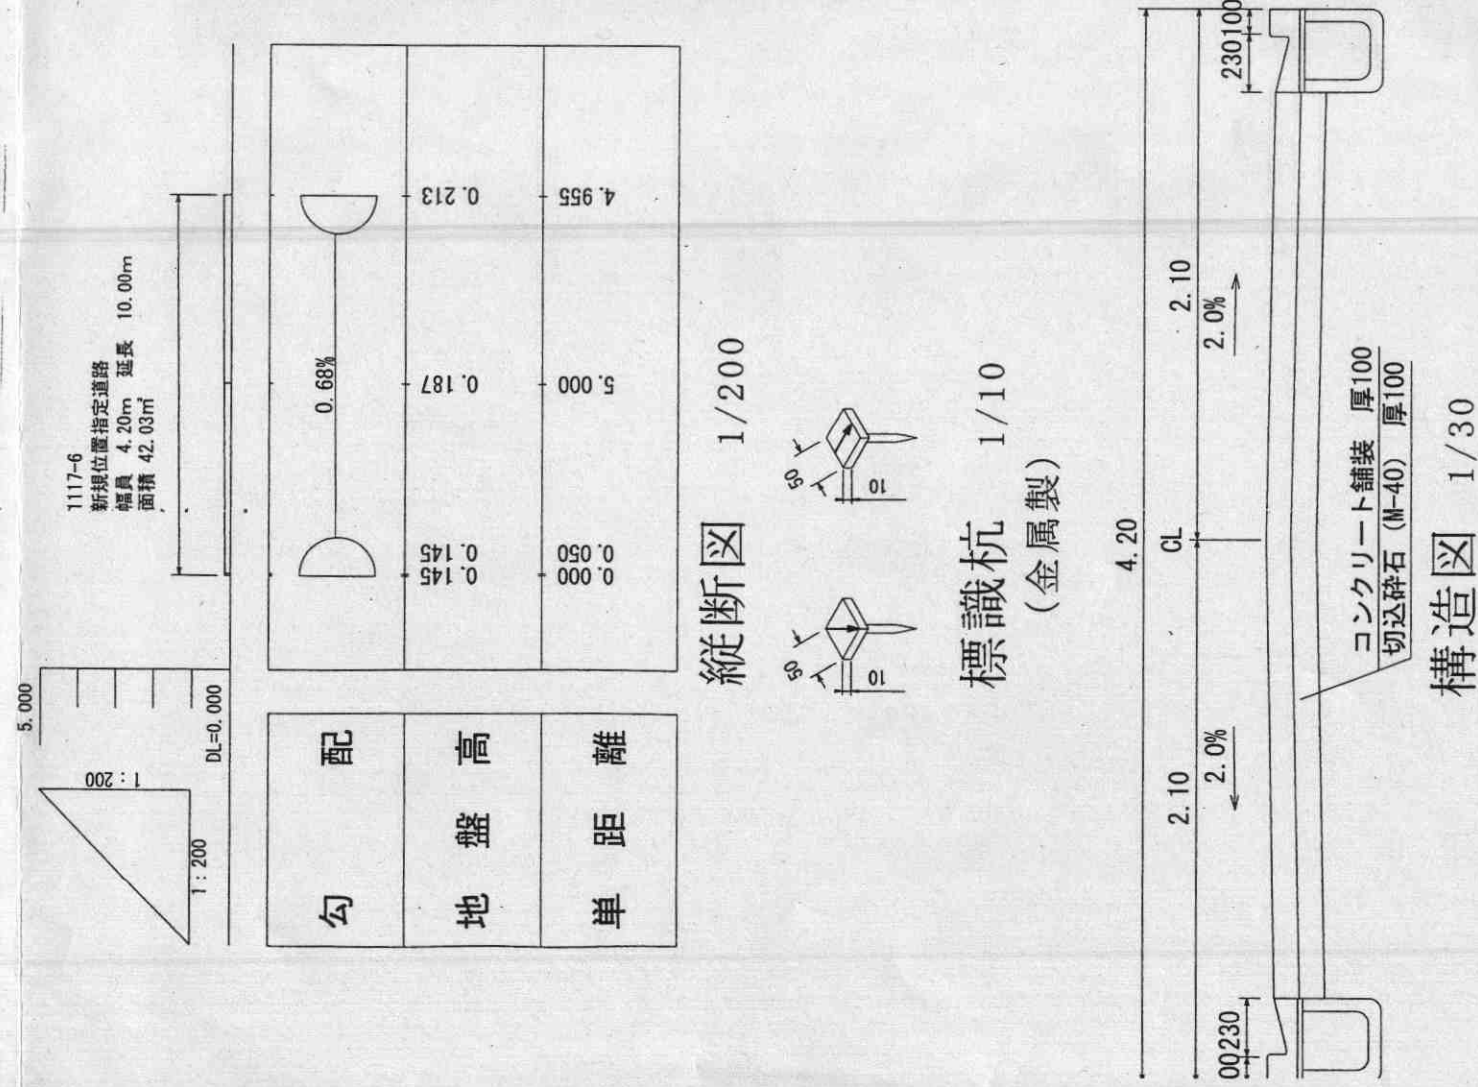 1117-6
新規位置指定道路
幅員 4.20m 延長 10.00m
面積 42.03㎡
5.000
1:200
1:200
DL=0.000
勾配
0.68%
地盤高
0.145
0.145
0.187
0.213
単距離
0.000
0.050
5.000
4.955
縦断図 1/200
50
10
50
10
標識杭 1/10
(金属製)
4.20
2.10
CL
2.10
2.0%
2.0%
230
230
100
コンクリート舗装 厚100
切込砕石 (M-40) 厚100
構造図 1/30